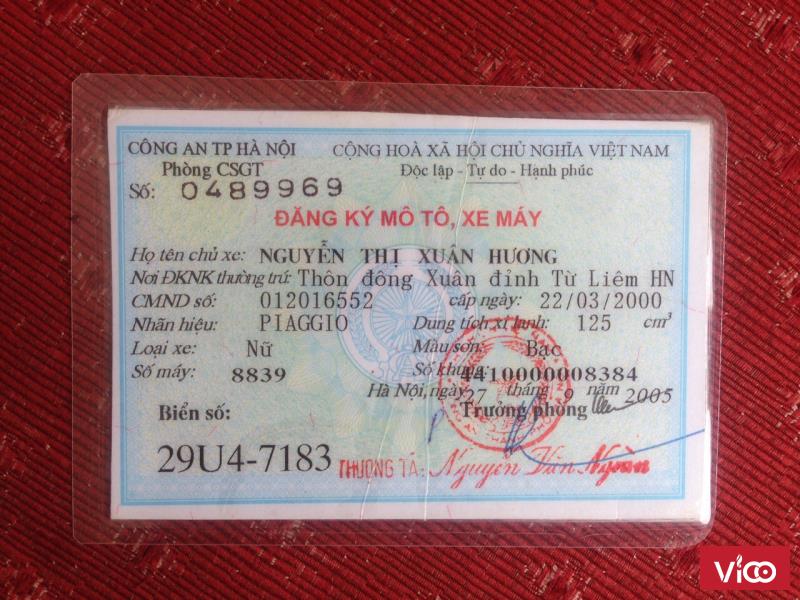 CÔNG AN TP HÀ NỘI CỘNG HOÀ XÃ HỘI CHỦ NGHĨA VIỆT NAM
Phòng CSGT Độc lập - Tự do - Hạnh phúc
Số: 0489969
ĐĂNG KÝ MÔ TÔ, XE MÁY
Họ tên chủ xe: NGUYỄN THỊ XUÂN HƯƠNG
Nơi ĐKNK thường trú: Thôn đông Xuân đỉnh Từ Liêm HN
CMND số: 012016552 cấp ngày: 22/03/2000
Nhãn hiệu: PIAGGIO Dung tích xi lanh: 125 cm³
Loại xe: Nữ Màu sơn: Bạc
Số máy: 8839 Số khung: 4410000008384
Hà Nội, ngày 27 tháng 9 năm 2005
Biển số: Trưởng phòng
29U4-7183 THƯỢNG TÁ: Nguyễn Văn Ngoàn
VICO